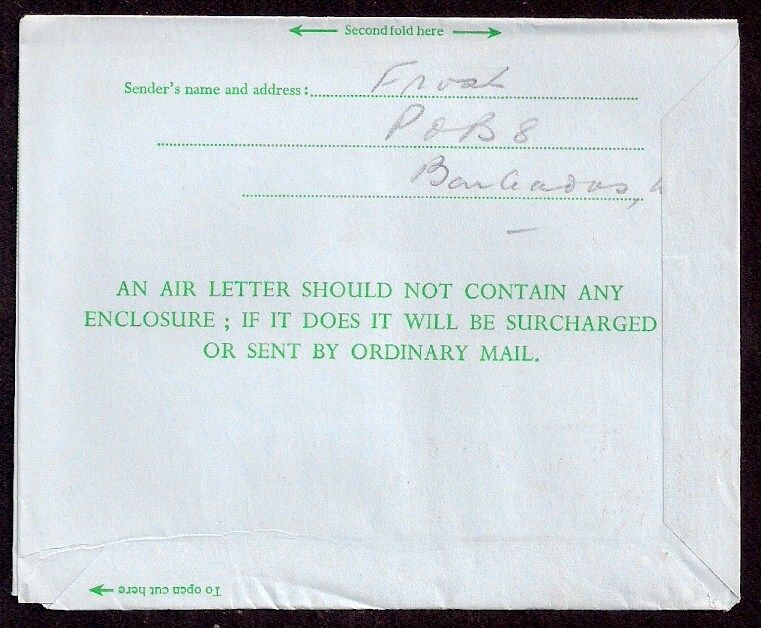 Second fold here
Sender's name and address: Frost
P O B 8
Barbados,
AN AIR LETTER SHOULD NOT CONTAIN ANY
ENCLOSURE ; IF IT DOES IT WILL BE SURCHARGED
OR SENT BY ORDINARY MAIL.
To open cut here